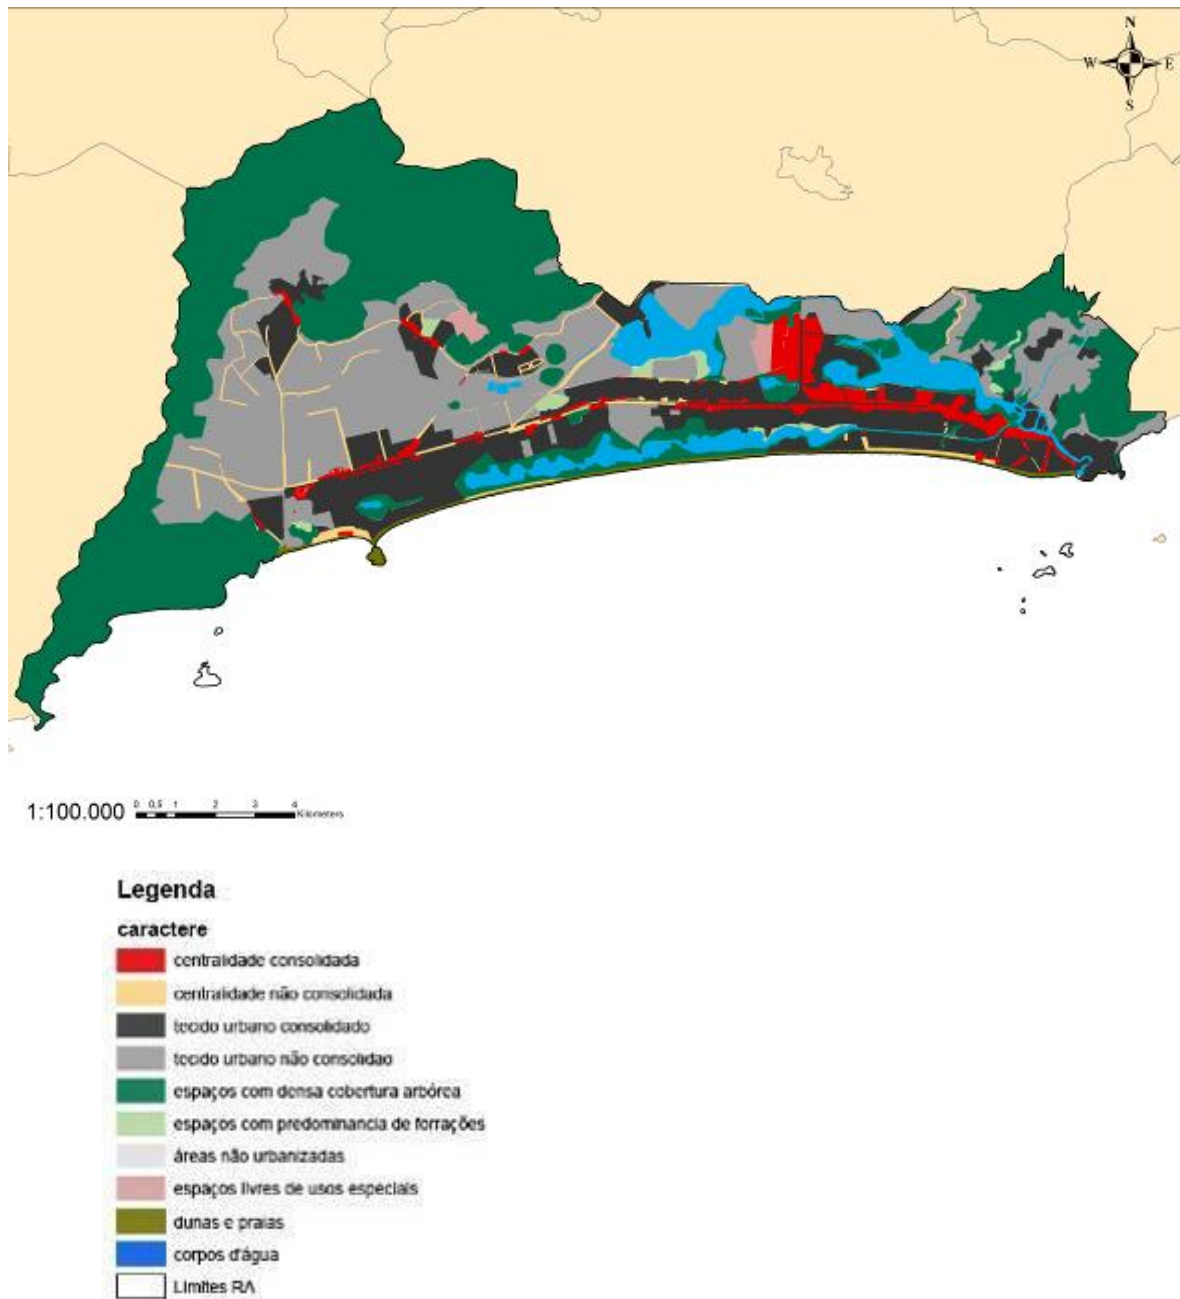 N
W E
S
1:100.000 0 0,5 1 2 3 4
Kilometers
Legenda
caractere
centralidade consolidada
centralidade não consolidada
tecido urbano consolidado
tecido urbano não consolidao
espaços com densa cobertura arbórea
espaços com predominancia de forrações
áreas não urbanizadas
espaços livres de usos especiais
dunas e praias
corpos d'água
Limites RA